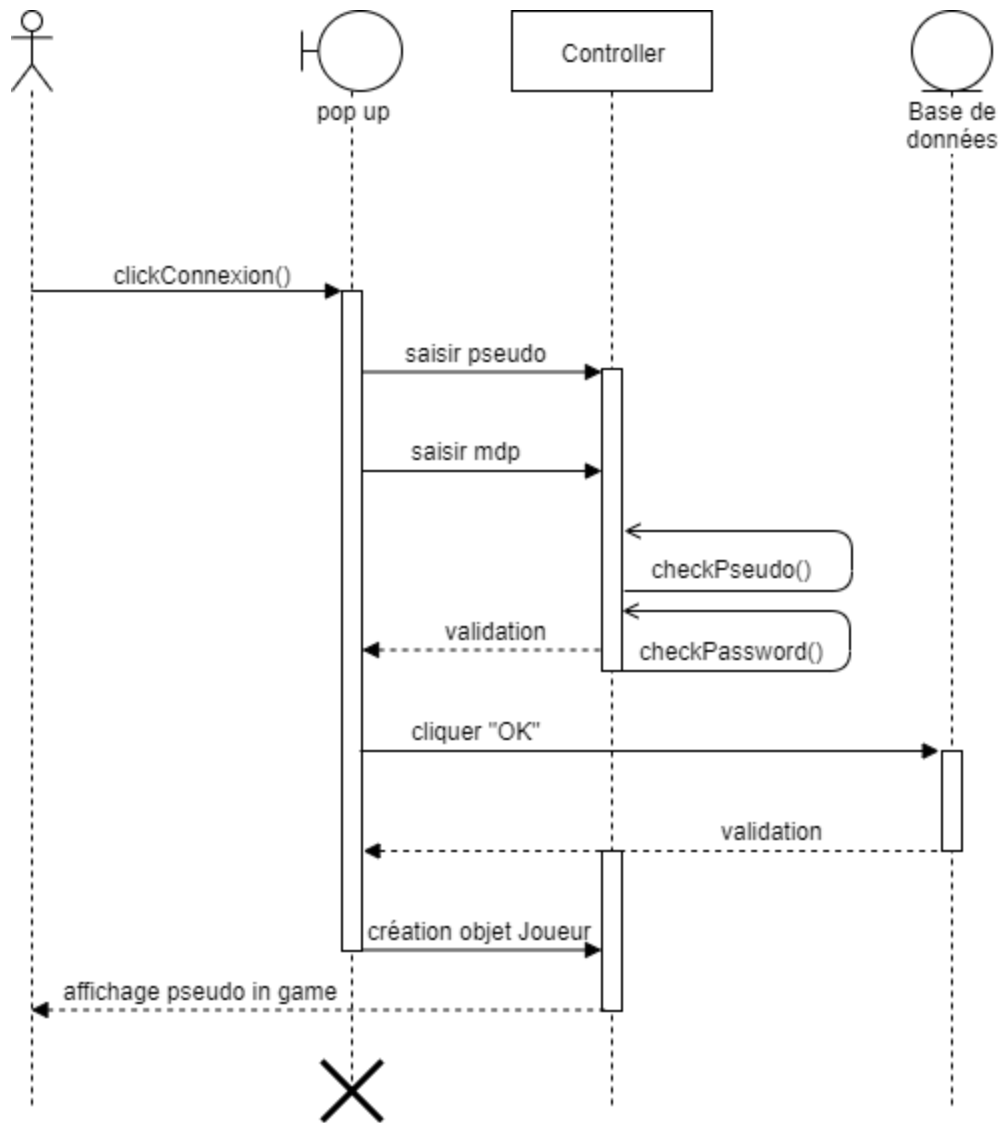 Controller
pop up
Base de
données
clickConnexion()
saisir pseudo
saisir mdp
checkPseudo()
validation
checkPassword()
cliquer "OK"
validation
création objet Joueur
affichage pseudo in game